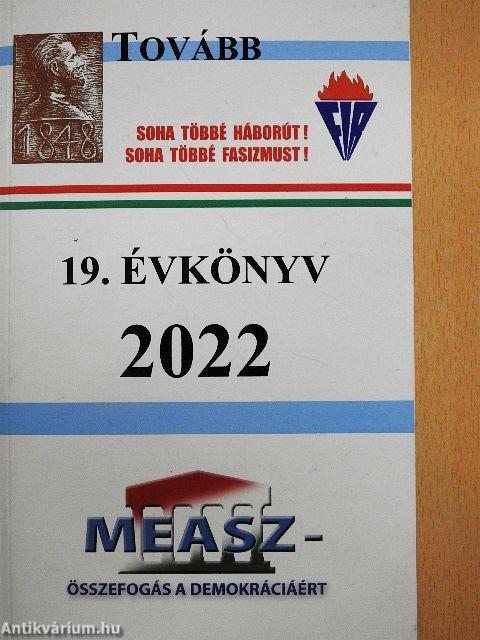 TOVÁBB
1848
SOHA TÖBBÉ HÁBORÚT!
SOHA TÖBBÉ FASIZMUST!
FIR
19. ÉVKÖNYV
2022
MEASZ-
ÖSSZEFOGÁS A DEMOKRÁCIÁÉRT
Antikvárium.hu